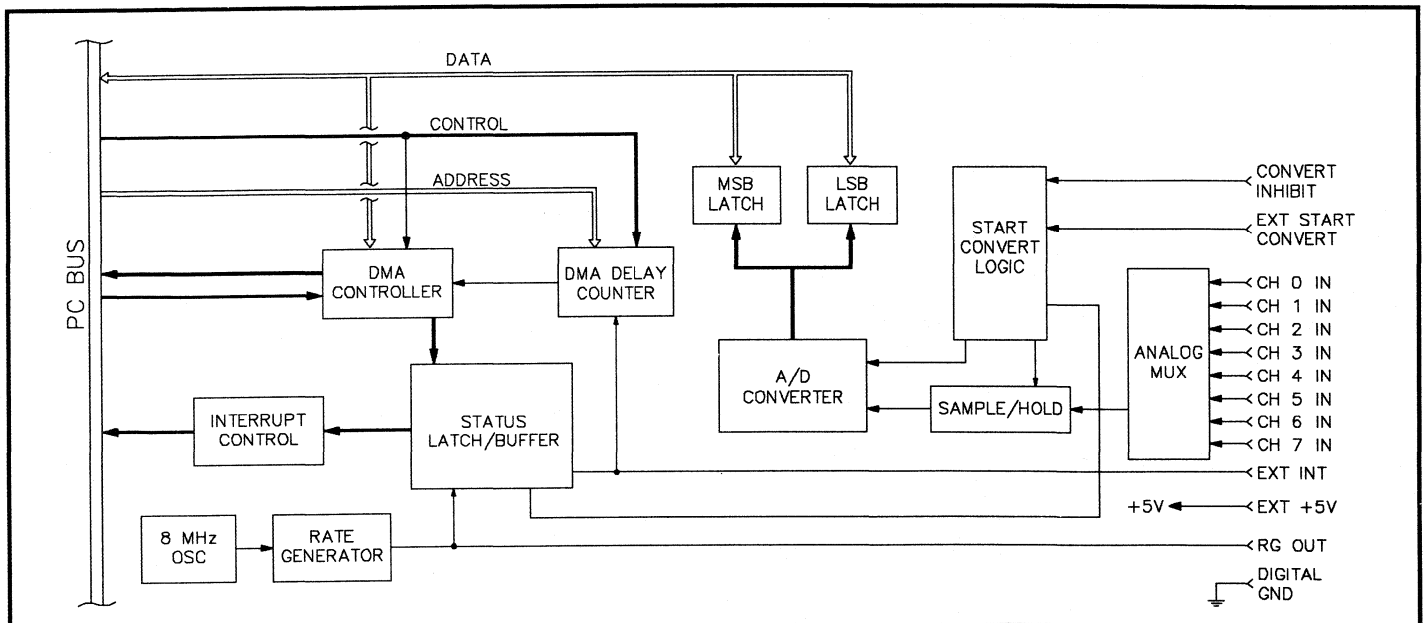 DATA
CONTROL
ADDRESS
PC BUS
MSB
LATCH
LSB
LATCH
START
CONVERT
LOGIC
CONVERT
INHIBIT
EXT START
CONVERT
DMA
CONTROLLER
DMA DELAY
COUNTER
CH 0 IN
CH 1 IN
CH 2 IN
CH 3 IN
CH 4 IN
CH 5 IN
CH 6 IN
CH 7 IN
ANALOG
MUX
A/D
CONVERTER
SAMPLE/HOLD
INTERRUPT
CONTROL
STATUS
LATCH/BUFFER
EXT INT
+5V
EXT +5V
8 MHz
OSC
RATE
GENERATOR
RG OUT
DIGITAL
GND